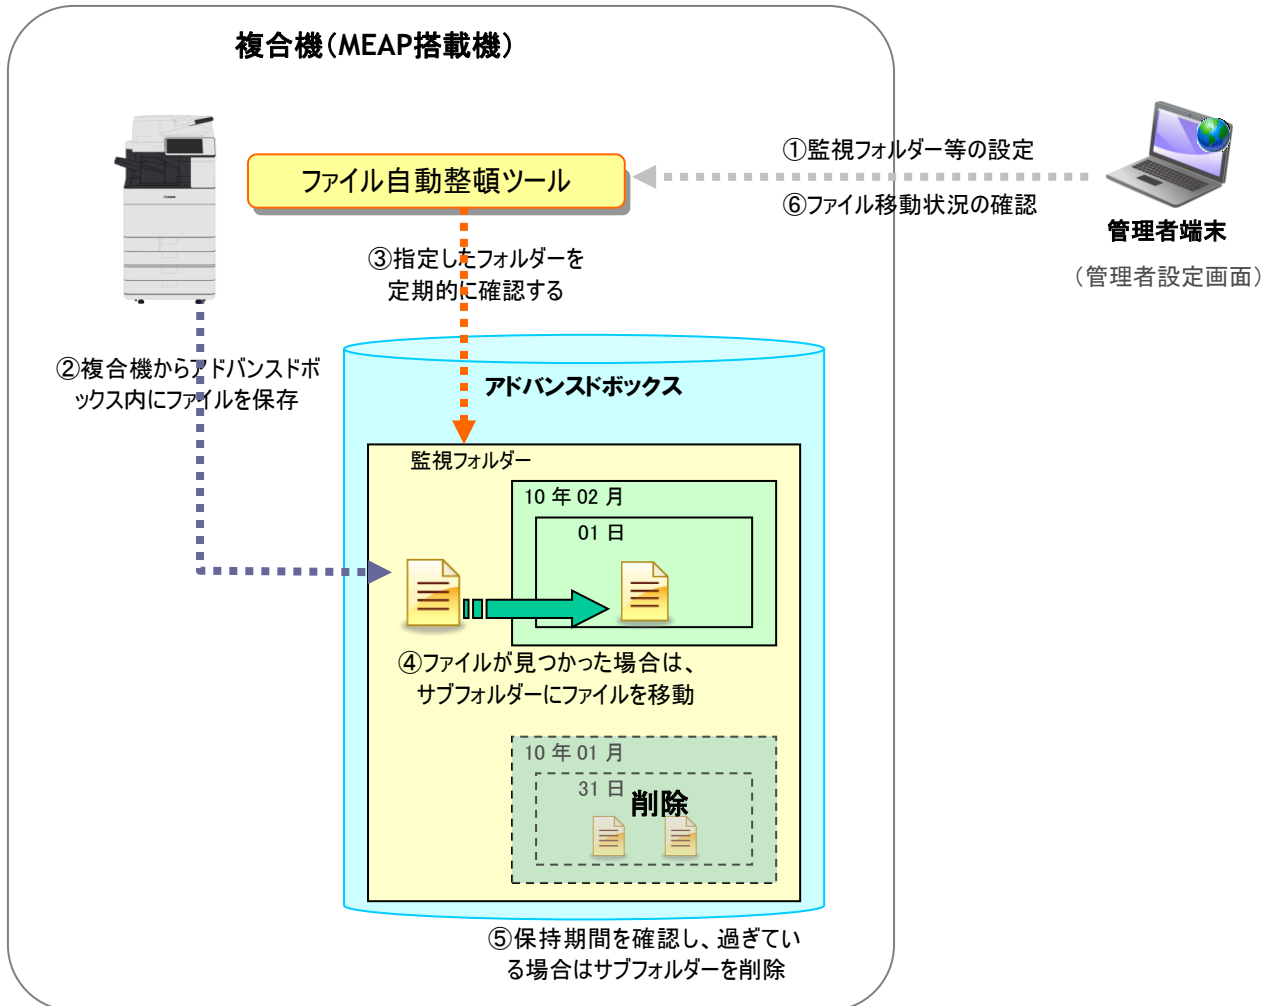 複合機（MEAP搭載機）
①監視フォルダー等の設定
ファイル自動整頓ツール
⑥ファイル移動状況の確認
管理者端末
（管理者設定画面）
③指定したフォルダーを
定期的に確認する
②複合機からアドバンスドボ
ックス内にファイルを保存
アドバンスドボックス
監視フォルダー
10 年 02 月
01 日
④ファイルが見つかった場合は、
サブフォルダーにファイルを移動
10 年 01 月
31 日
削除
⑤保持期間を確認し、過ぎてい
る場合はサブフォルダーを削除